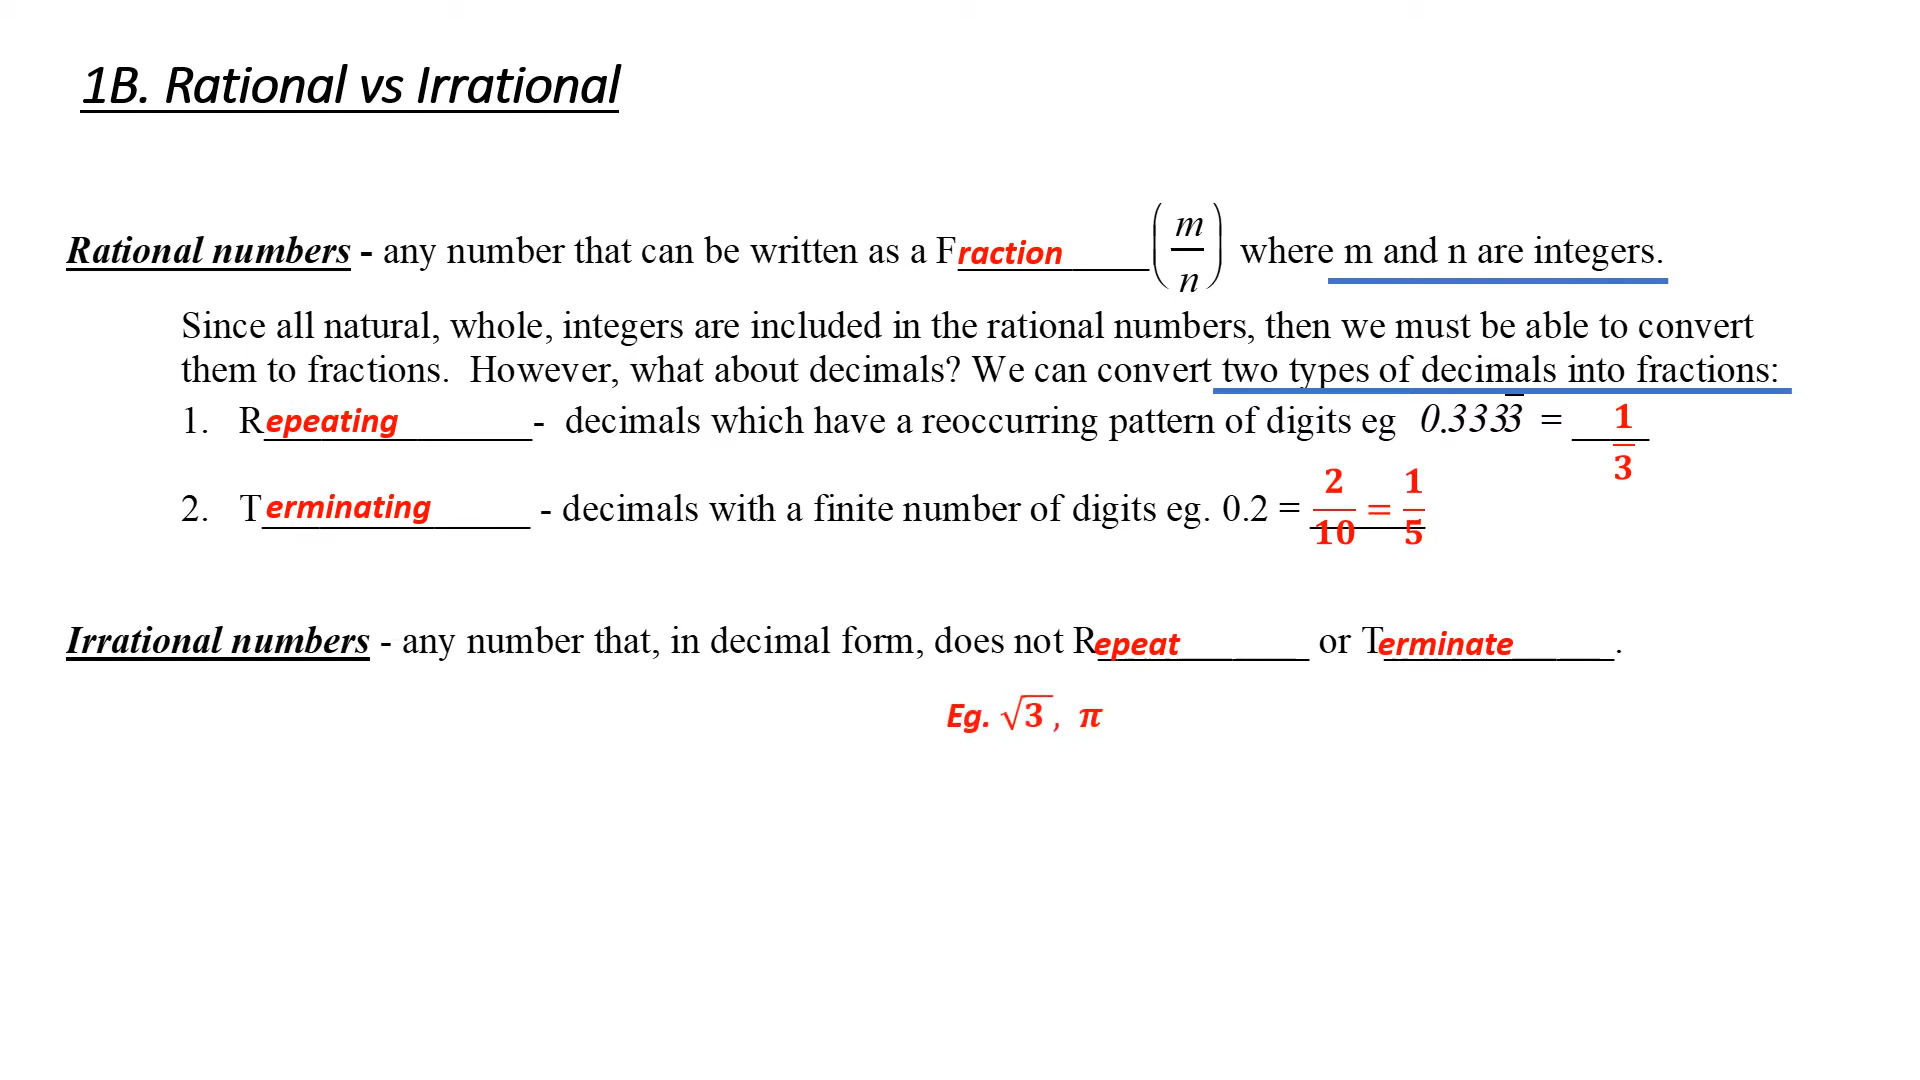 1B. Rational vs Irrational
Rational numbers - any number that can be written as a Fraction (m/n) where m and n are integers.
Since all natural, whole, integers are included in the rational numbers, then we must be able to convert
them to fractions. However, what about decimals? We can convert two types of decimals into fractions:
1. Repeating - decimals which have a reoccurring pattern of digits eg 0.3333̅ = 1/3
2. Terminating - decimals with a finite number of digits eg. 0.2 = 2/10 = 1/5
Irrational numbers - any number that, in decimal form, does not Repeat or Terminate.
Eg. √3, π